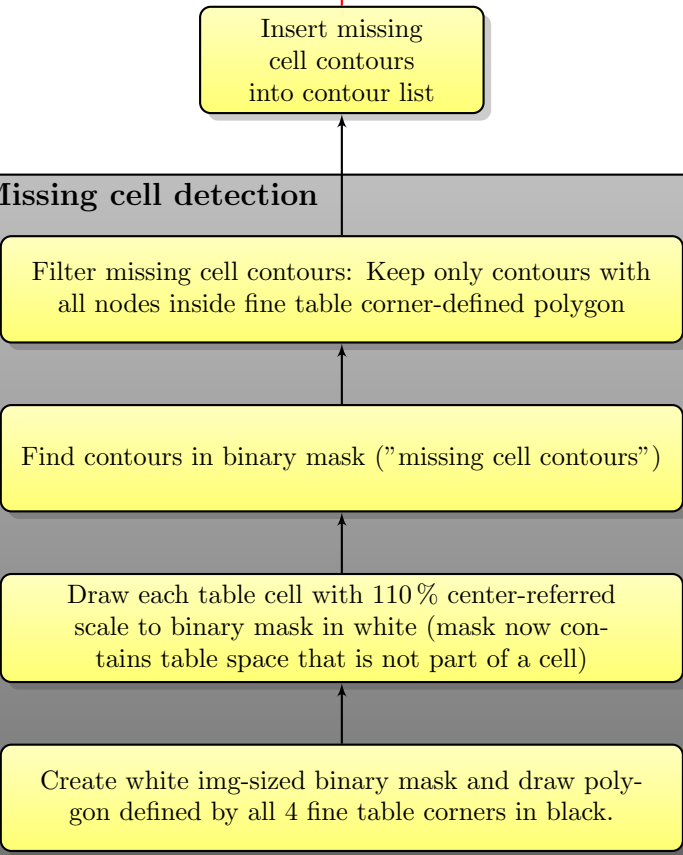 Insert missing
cell contours
into contour list
Missing cell detection
Filter missing cell contours: Keep only contours with
all nodes inside fine table corner-defined polygon
Find contours in binary mask (”missing cell contours”)
Draw each table cell with 110 % center-referred
scale to binary mask in white (mask now con-
tains table space that is not part of a cell)
Create white img-sized binary mask and draw poly-
gon defined by all 4 fine table corners in black.